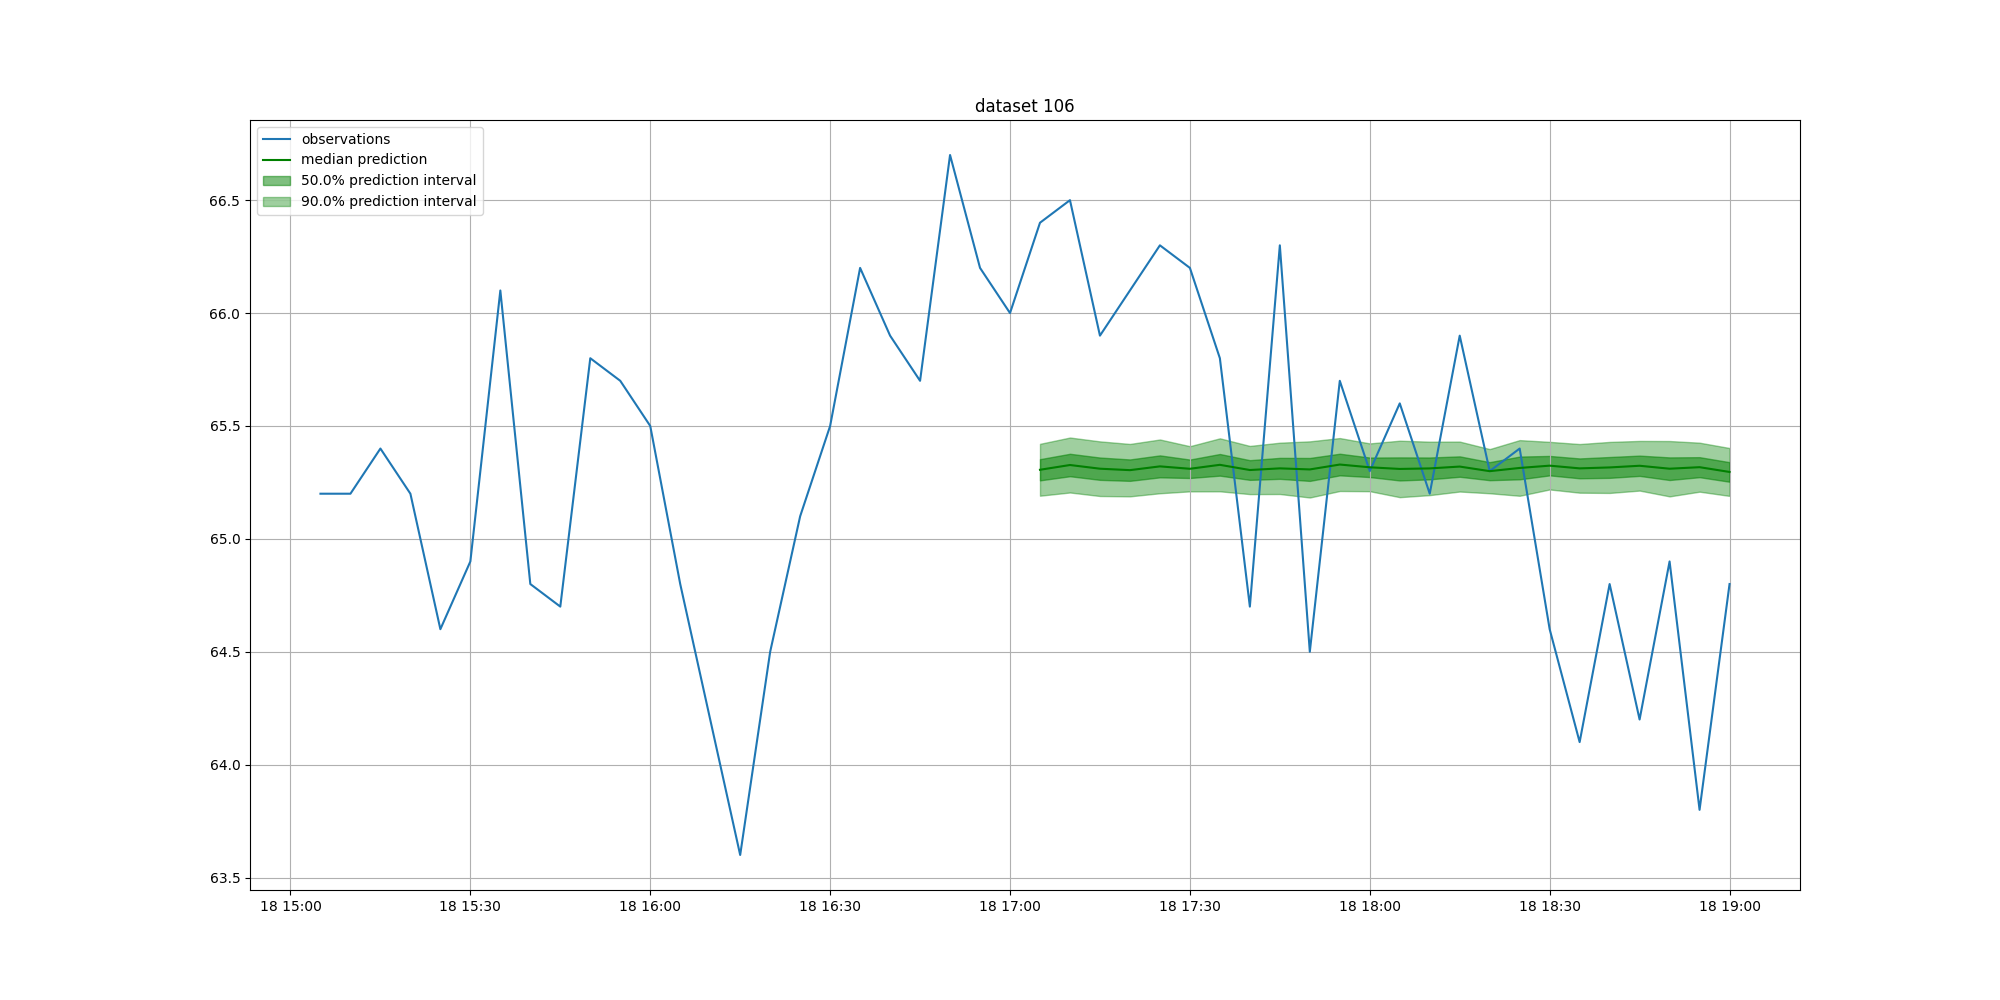 dataset 106
observations
median prediction
50.0% prediction interval
90.0% prediction interval
66.5
66.0
65.5
65.0
64.5
64.0
63.5
18 15:00 18 15:30 18 16:00 18 16:30 18 17:00 18 17:30 18 18:00 18 18:30 18 19:00